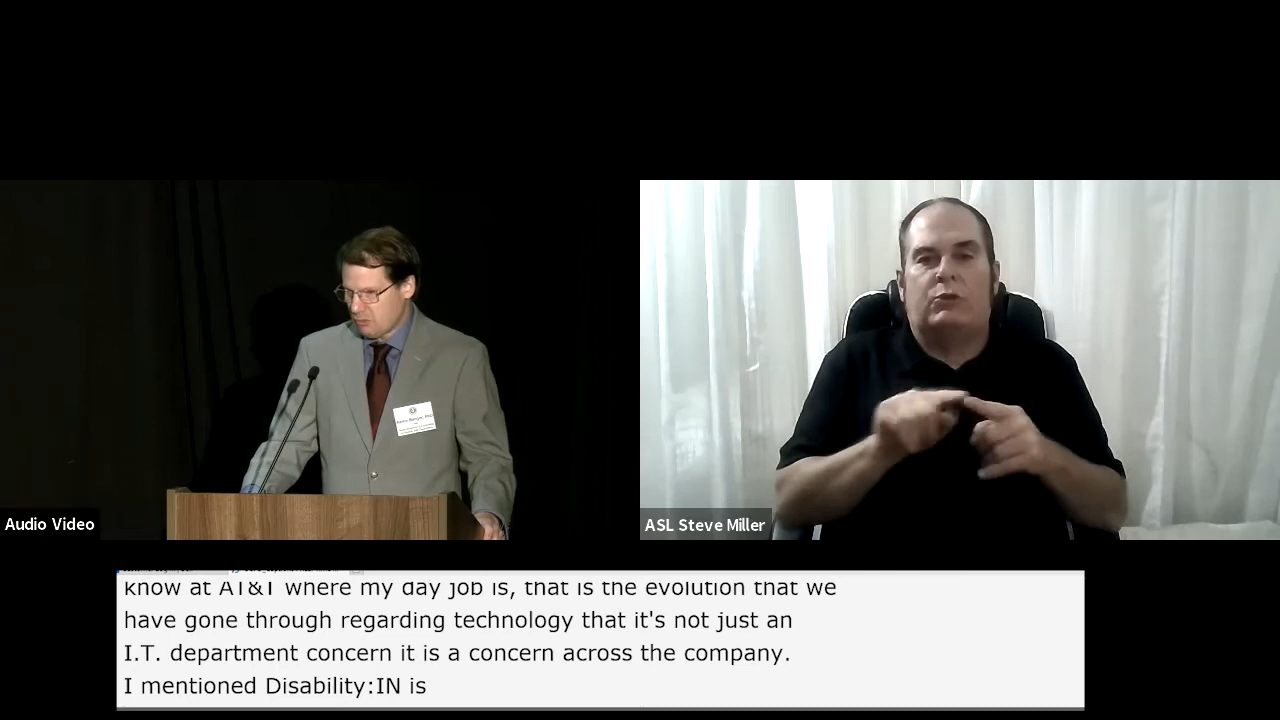 Audio Video
ASL Steve Miller
know at AT&T where my day job is, that is the evolution that we
have gone through regarding technology that it's not just an
I.T. department concern it is a concern across the company.
I mentioned Disability:IN is